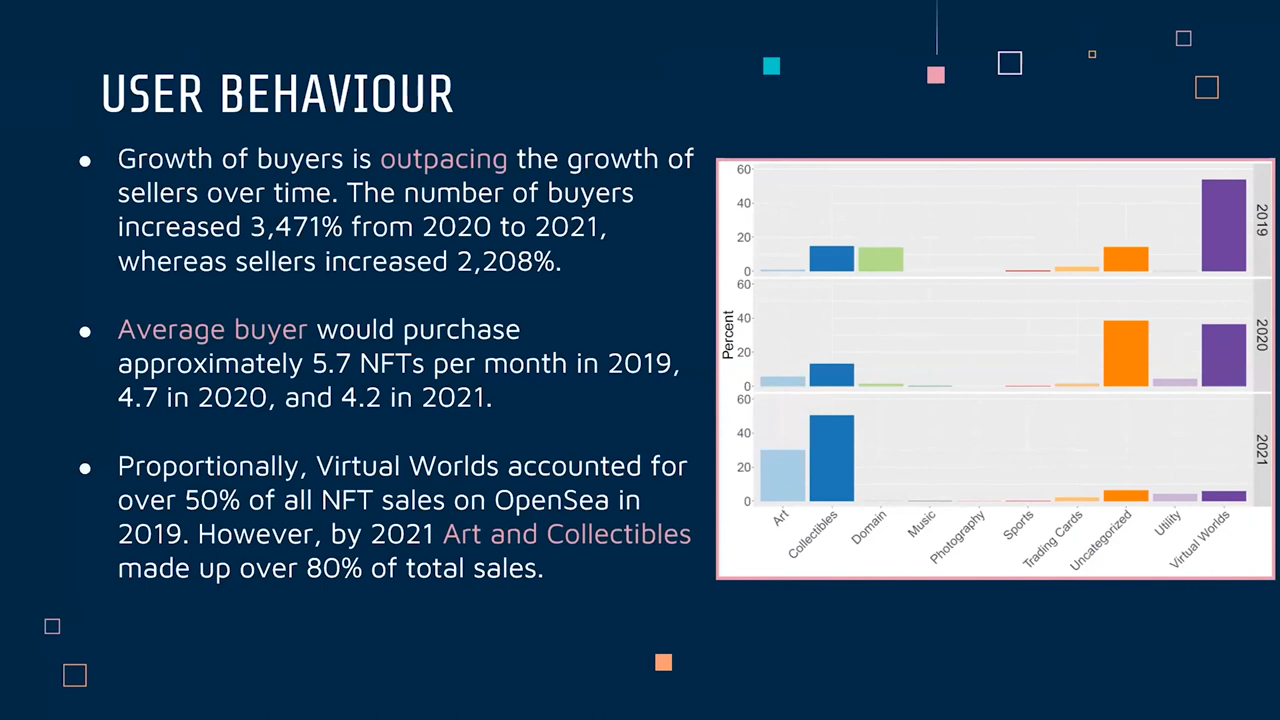 USER BEHAVIOUR
● Growth of buyers is outpacing the growth of
sellers over time. The number of buyers
increased 3,471% from 2020 to 2021,
whereas sellers increased 2,208%.
● Average buyer would purchase
approximately 5.7 NFTs per month in 2019,
4.7 in 2020, and 4.2 in 2021.
● Proportionally, Virtual Worlds accounted for
over 50% of all NFT sales on OpenSea in
2019. However, by 2021 Art and Collectibles
made up over 80% of total sales.
Percent
60
40
20
0
2019
60
40
20
0
2020
60
40
20
0
2021
Art
Collectibles
Domain
Music
Photography
Sports
Trading Cards
Uncategorized
Utility
Virtual Worlds